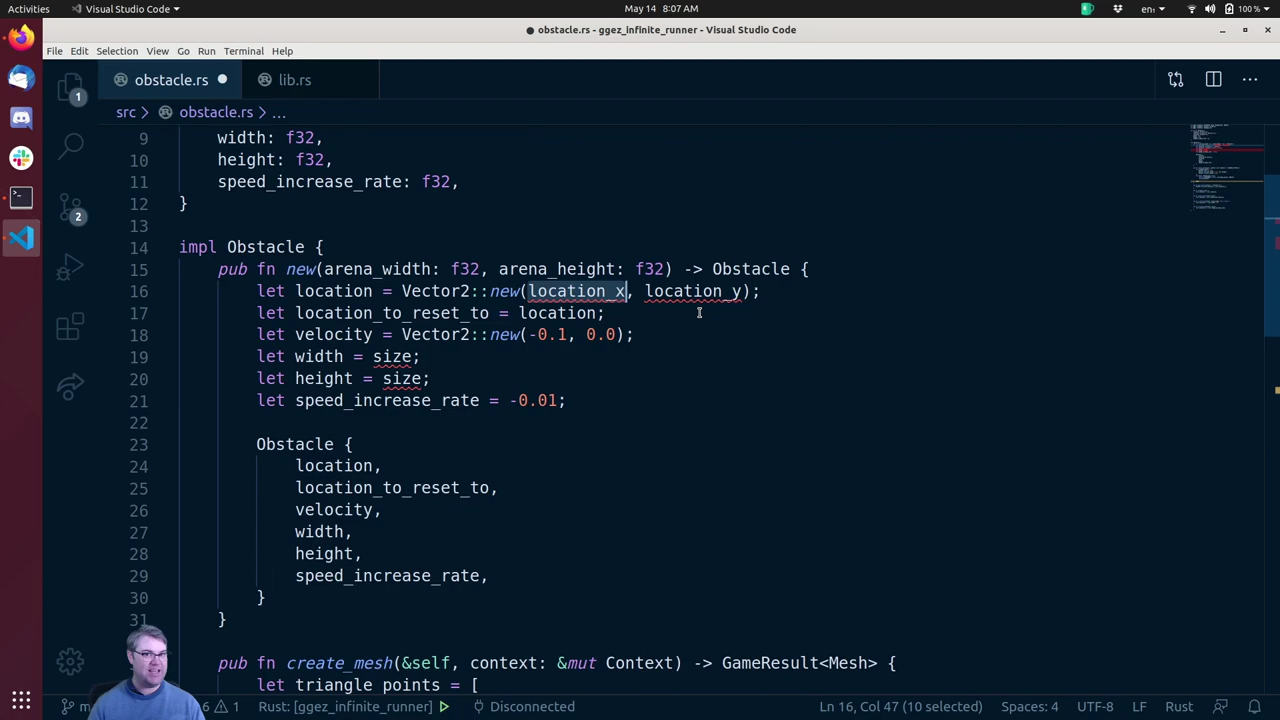 Activities Visual Studio Code May 14 8:07 AM en 100 %
obstacle.rs - ggez_infinite_runner - Visual Studio Code
File Edit Selection View Go Run Terminal Help
obstacle.rs lib.rs
1
src > obstacle.rs > ...
9 width: f32,
10 height: f32,
11 speed_increase_rate: f32,
12 }
13
2
14 impl Obstacle {
15 pub fn new(arena_width: f32, arena_height: f32) -> Obstacle {
16 let location = Vector2::new(location_x, location_y);
17 let location_to_reset_to = location;
18 let velocity = Vector2::new(-0.1, 0.0);
19 let width = size;
20 let height = size;
21 let speed_increase_rate = -0.01;
22
23 Obstacle {
24 location,
25 location_to_reset_to,
26 velocity,
27 width,
28 height,
29 speed_increase_rate,
30 }
31 }
pub fn create_mesh(&self, context: &mut Context) -> GameResult<Mesh> {
let triangle_points = [
6 1 Rust: [ggez_infinite_runner] Disconnected Ln 16, Col 47 (10 selected) Spaces: 4 UTF-8 LF Rust